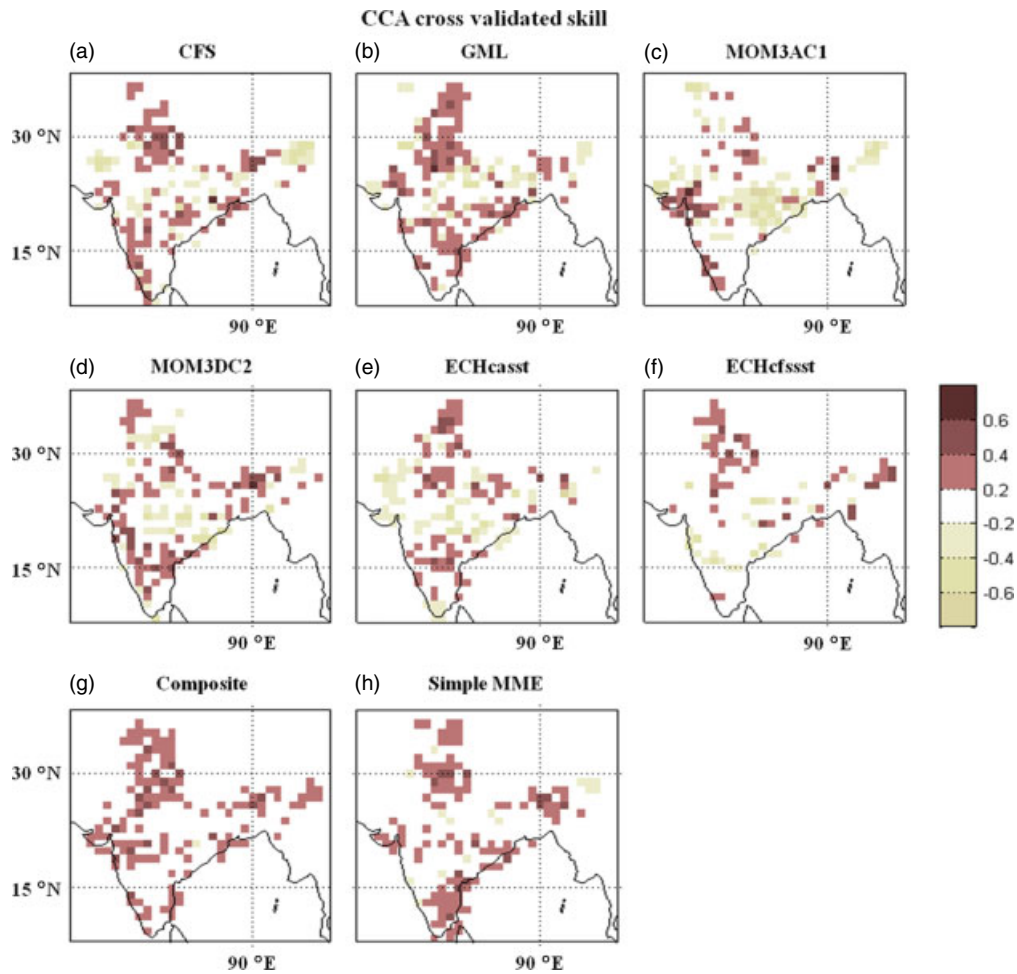 CCA cross validated skill
(a) CFS
(b) GML
(c) MOM3AC1
30 °N
15 °N
i
i
i
90 °E
90 °E
90 °E
(d) MOM3DC2
(e) ECHcasst
(f) ECHcfssst
30 °N
15 °N
i
i
i
90 °E
90 °E
90 °E
0.6
0.4
0.2
-0.2
-0.4
-0.6
(g) Composite
(h) Simple MME
30 °N
15 °N
i
i
90 °E
90 °E